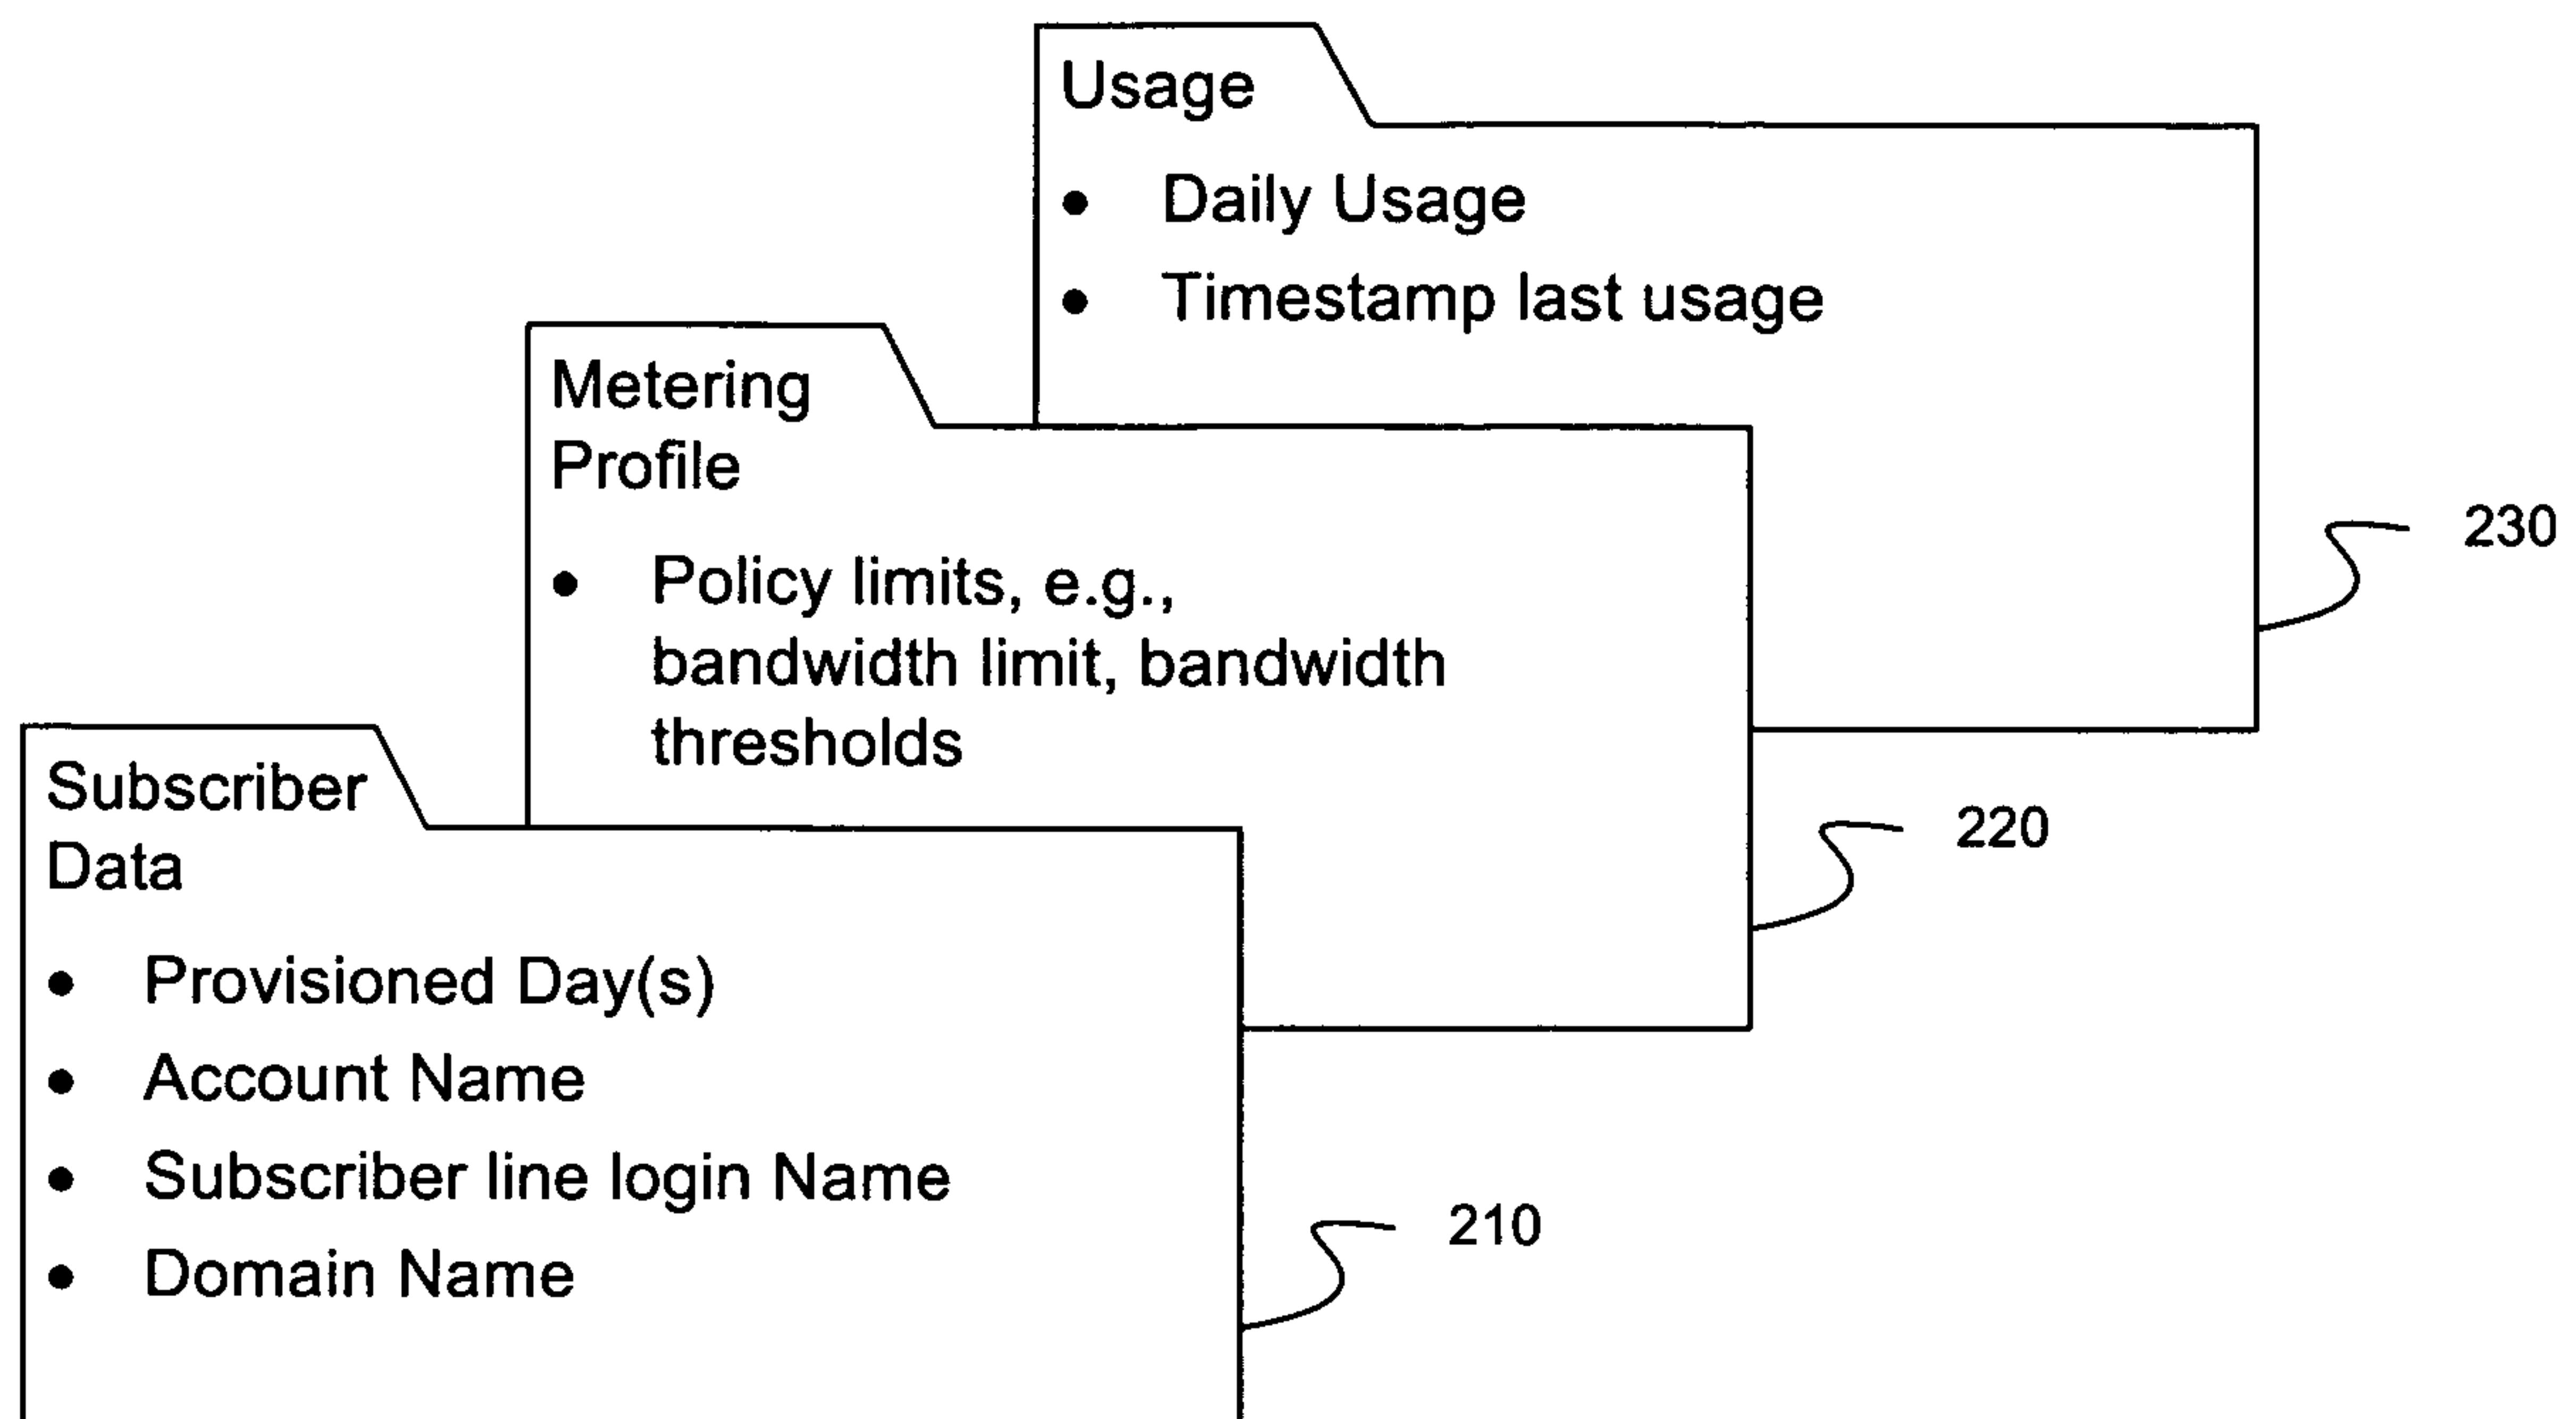 Usage
• Daily Usage
• Timestamp last usage
230
Metering
Profile
• Policy limits, e.g.,
bandwidth limit, bandwidth
thresholds
220
Subscriber
Data
• Provisioned Day(s)
• Account Name
• Subscriber line login Name
• Domain Name
210